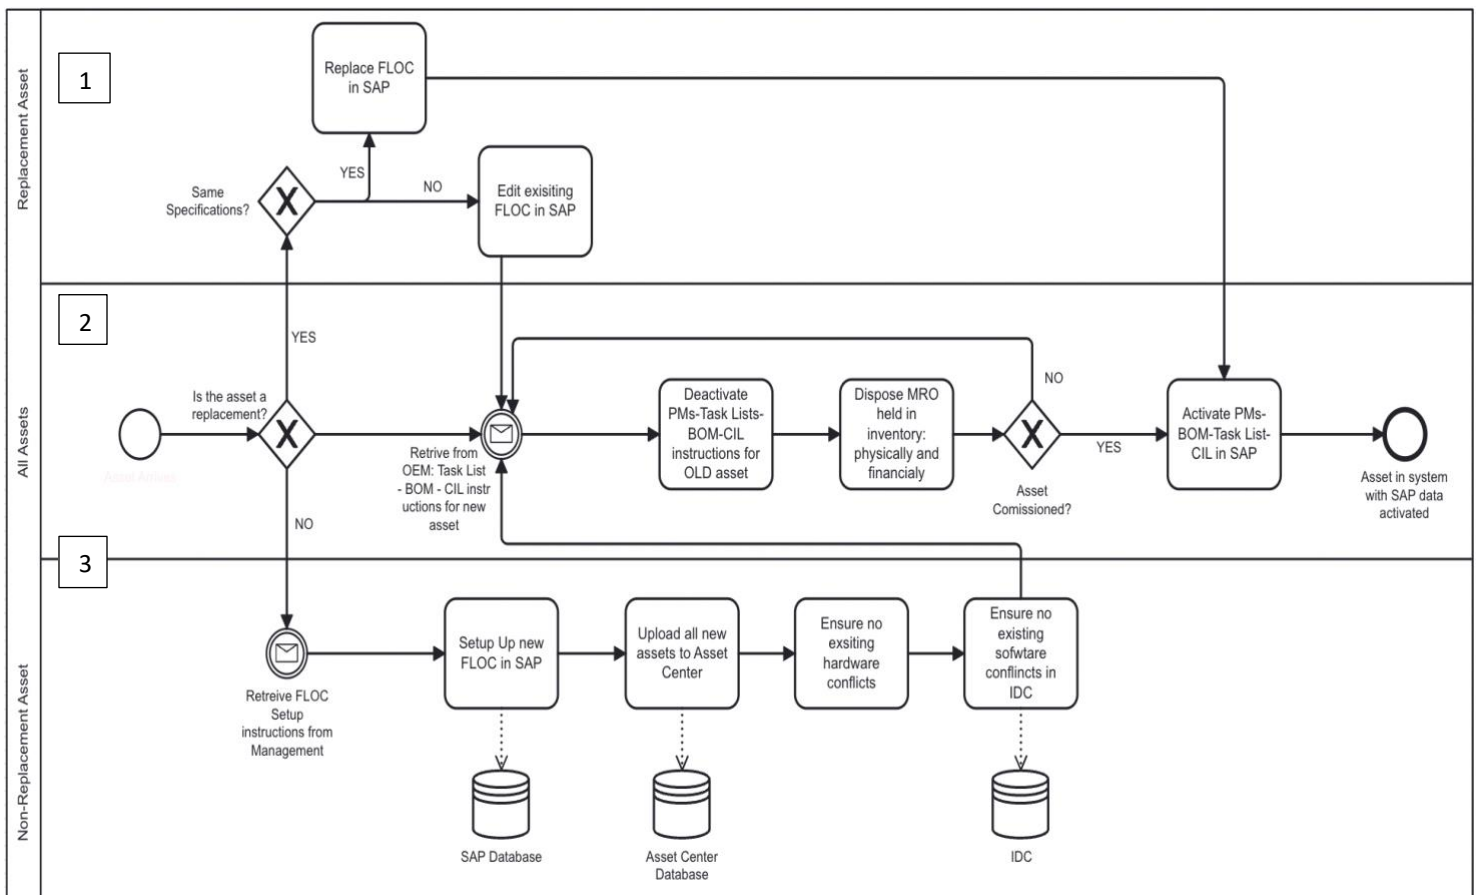 Replacement Asset
1
Replace FLOC
in SAP
YES
NO
Same
Specifications?
Edit exisiting
FLOC in SAP
All Assets
2
YES
Is the asset a
replacement?
NO
Retrive from
OEM: Task List
- BOM - CIL instr
uctions for new
asset
Deactivate
PMs-Task Lists-
BOM-CIL
instructions for
OLD asset
Dispose MRO
held in
inventory:
physically and
financialy
NO
YES
Asset
Comissioned?
Activate PMs-
BOM-Task List-
CIL in SAP
Asset in system
with SAP data
activated
Asset Arrives
Non-Replacement Asset
3
Retreive FLOC
Setup
instructions from
Management
Setup Up new
FLOC in SAP
Upload all new
assets to Asset
Center
Ensure no
exsiting
hardware
conflicts
Ensure no
existing
sofwtare
conflincts in
IDC
SAP Database
Asset Center
Database
IDC